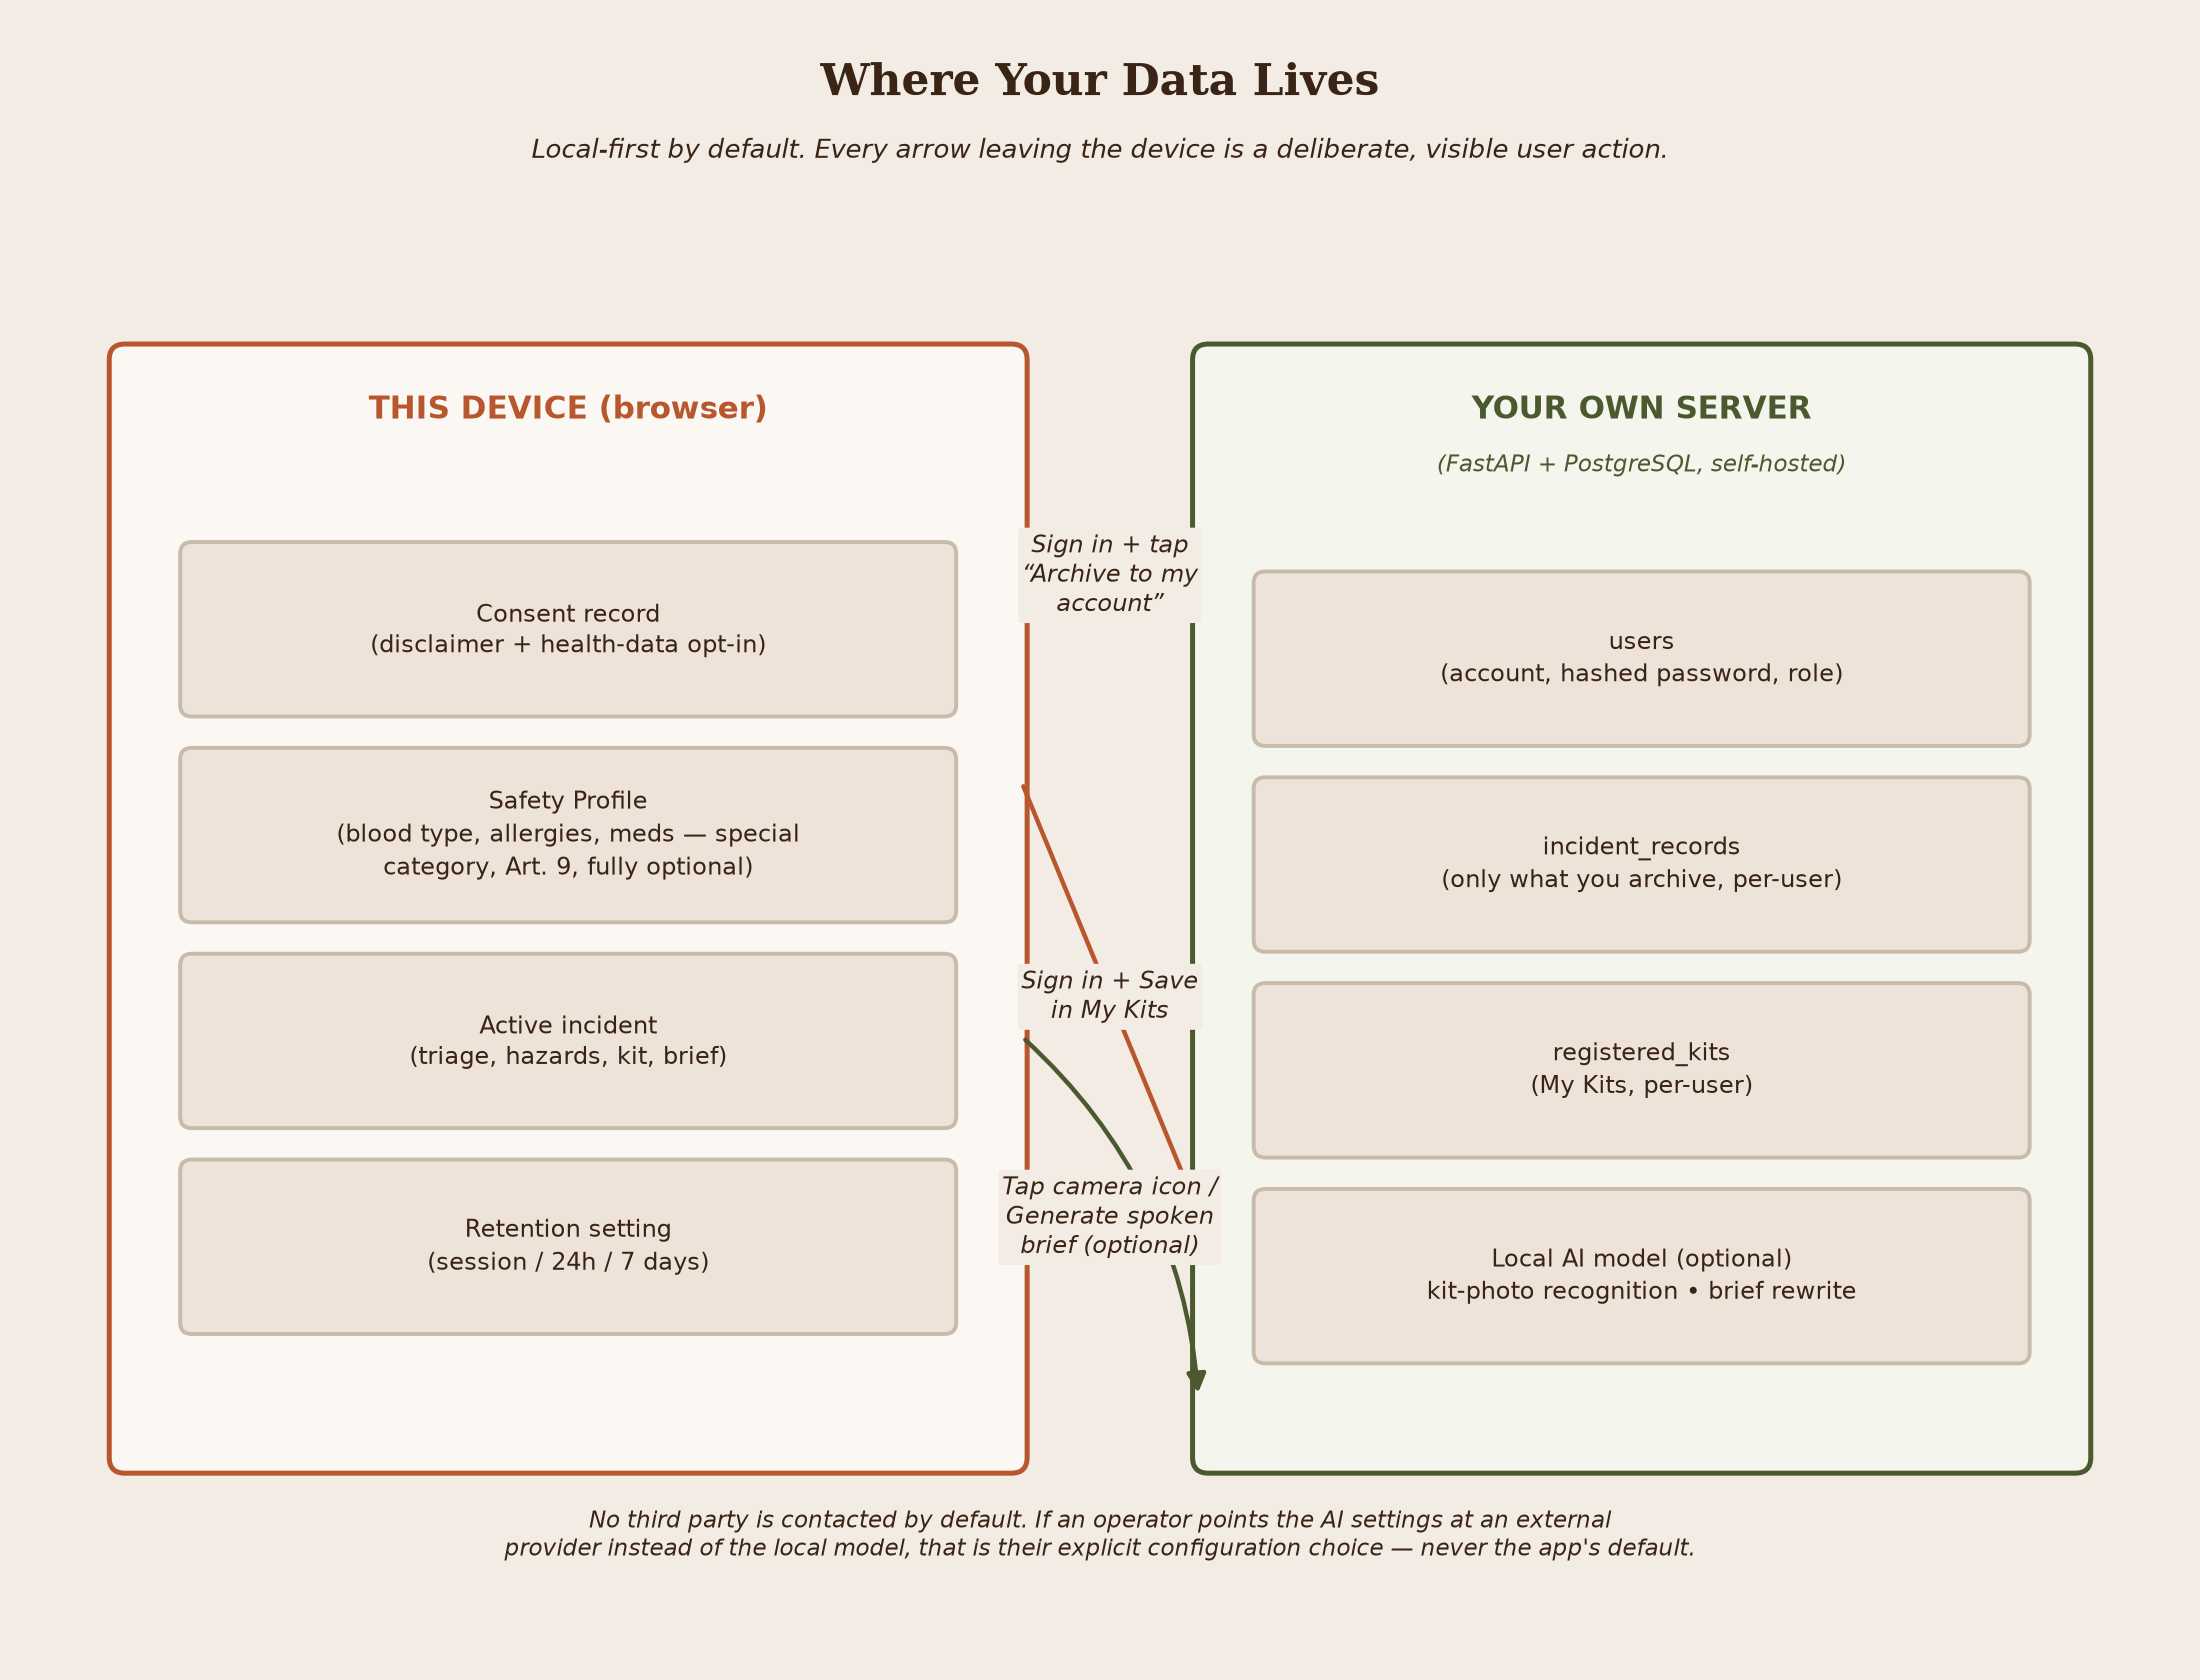 Where Your Data Lives
Local-first by default. Every arrow leaving the device is a deliberate, visible user action.
THIS DEVICE (browser)
Consent record
(disclaimer + health-data opt-in)
Safety Profile
(blood type, allergies, meds — special
category, Art. 9, fully optional)
Active incident
(triage, hazards, kit, brief)
Retention setting
(session / 24h / 7 days)
Sign in + tap
“Archive to my
account”
Sign in + Save
in My Kits
Tap camera icon /
Generate spoken
brief (optional)
YOUR OWN SERVER
(FastAPI + PostgreSQL, self-hosted)
users
(account, hashed password, role)
incident_records
(only what you archive, per-user)
registered_kits
(My Kits, per-user)
Local AI model (optional)
kit-photo recognition • brief rewrite
No third party is contacted by default. If an operator points the AI settings at an external
provider instead of the local model, that is their explicit configuration choice — never the app's default.